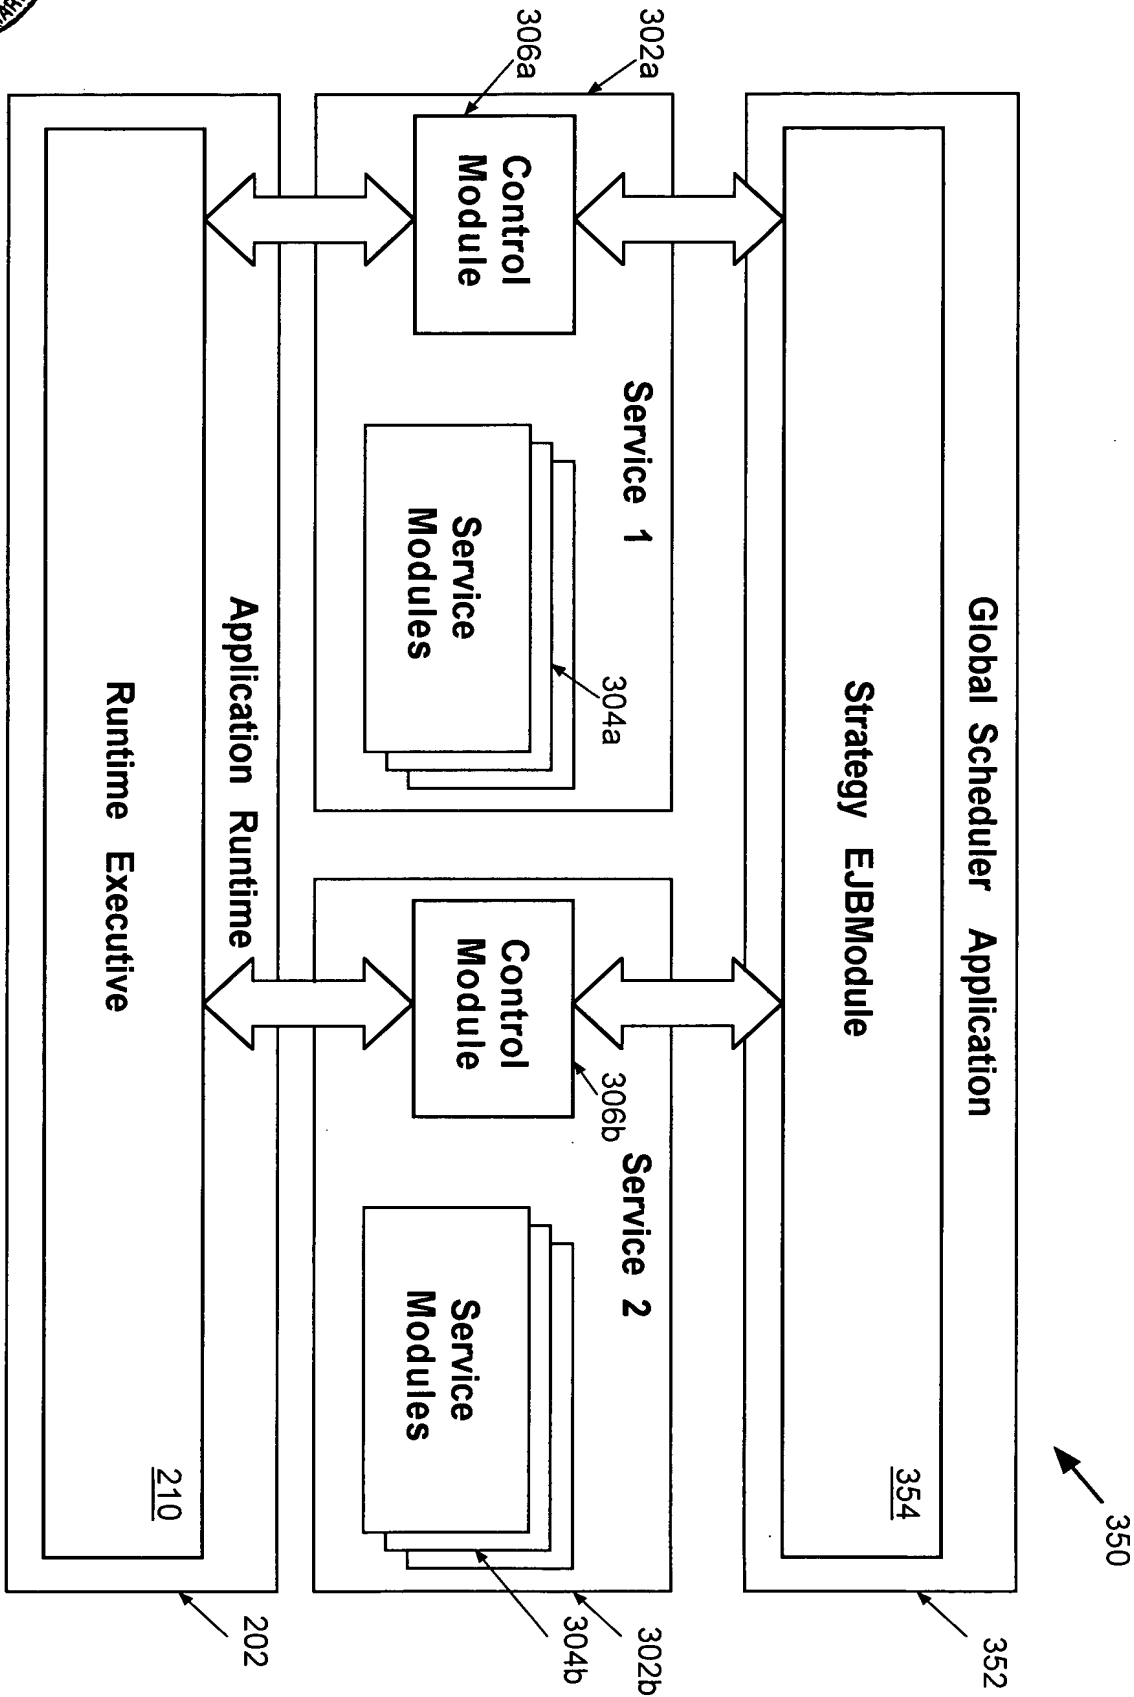 350
Global Scheduler Application
352
Strategy EJBModule
354
302a
306a
Control
Module
Service 1
Service
Modules
304a
Control
Module
306b
Service 2
Service
Modules
304b
302b
Application Runtime
Runtime Executive
210
202